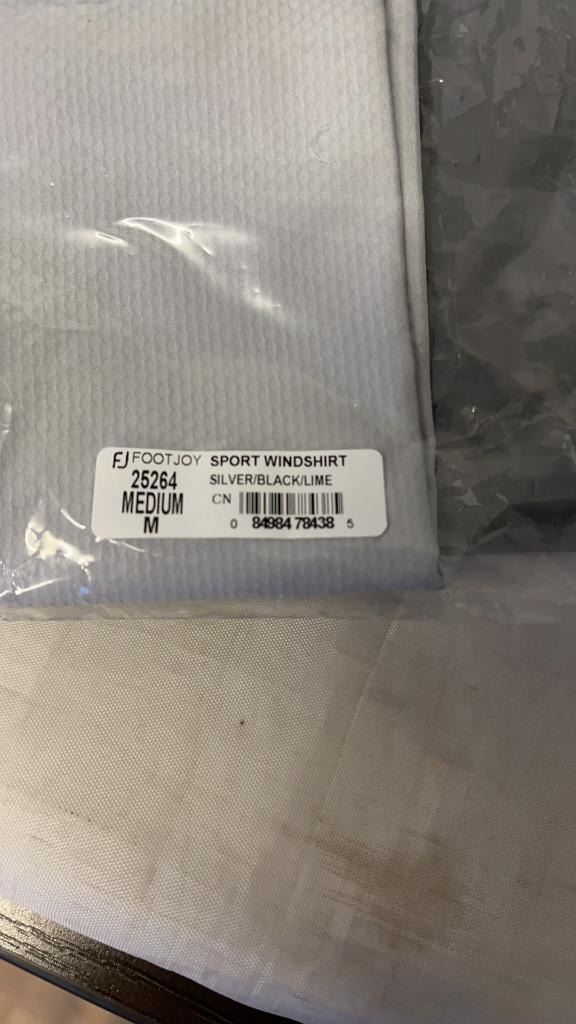 FJ FOOTJOY SPORT WINDSHIRT
25264 SILVER/BLACK/LIME
MEDIUM CN
M 0 84984 78438 5